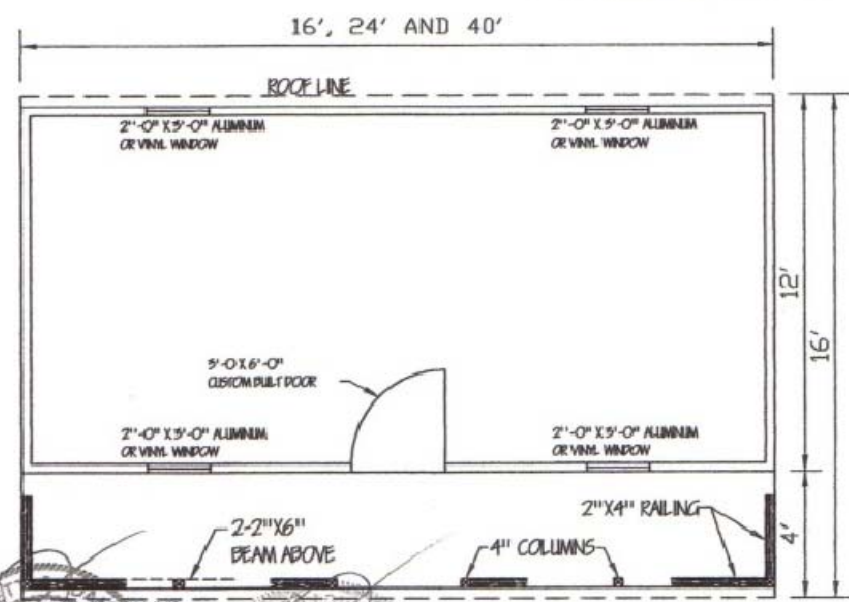 16', 24' AND 40'
ROOF LINE
2'-0" X 3'-0" ALUMINUM
OR VINYL WINDOW
2'-0" X 3'-0" ALUMINUM
OR VINYL WINDOW
12'
16'
3'-0 X 6'-0"
CUSTOM BUILT DOOR
2'-0" X 3'-0" ALUMINUM
OR VINYL WINDOW
2'-0" X 3'-0" ALUMINUM
OR VINYL WINDOW
2"X4" RAILING
2-2"X6"
BEAM ABOVE
4" COLUMNS
4'